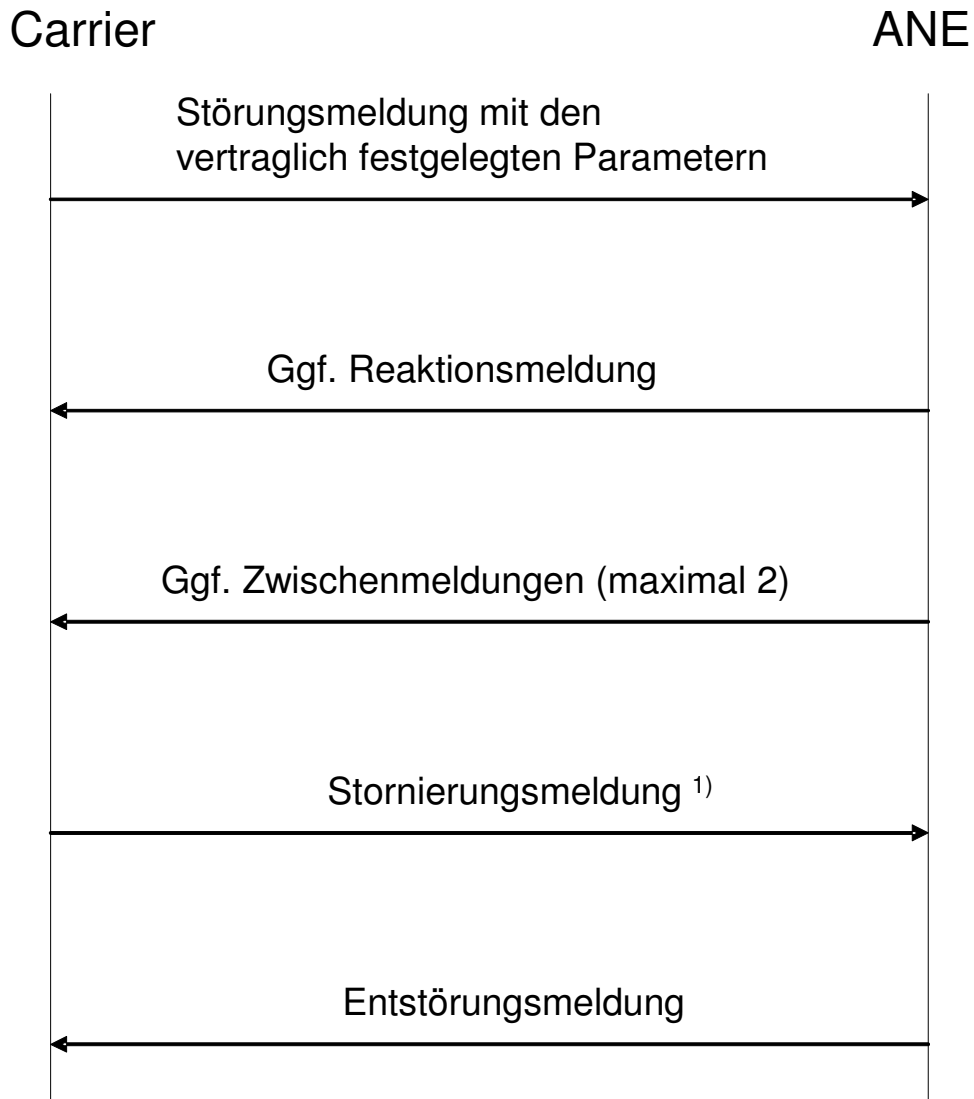 Carrier
ANE
Störungsmeldung mit den
vertraglich festgelegten Parametern
Ggf. Reaktionsmeldung
Ggf. Zwischenmeldungen (maximal 2)
Stornierungsmeldung 1)
Entstörungsmeldung